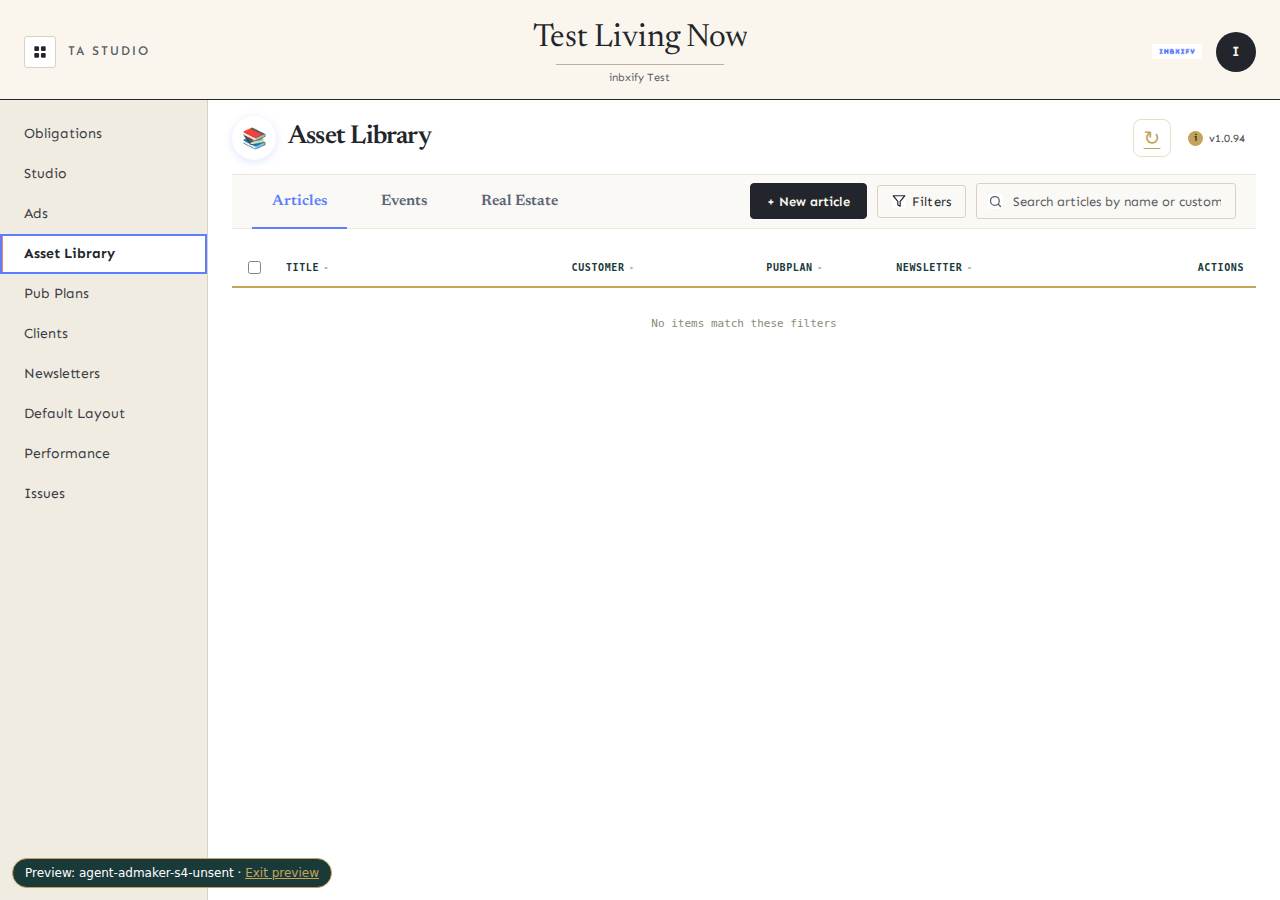 TA STUDIO
Test Living Now
inbxify Test
INBXIFY
I
Obligations
Studio
Ads
Asset Library
Pub Plans
Clients
Newsletters
Default Layout
Performance
Issues
Asset Library
↻
i v1.0.94
Articles Events Real Estate
+ New article
Filters
Search articles by name or custom
TITLE - CUSTOMER - PUBPLAN - NEWSLETTER - ACTIONS
No items match these filters
Preview: agent-admaker-s4-unsent · Exit preview